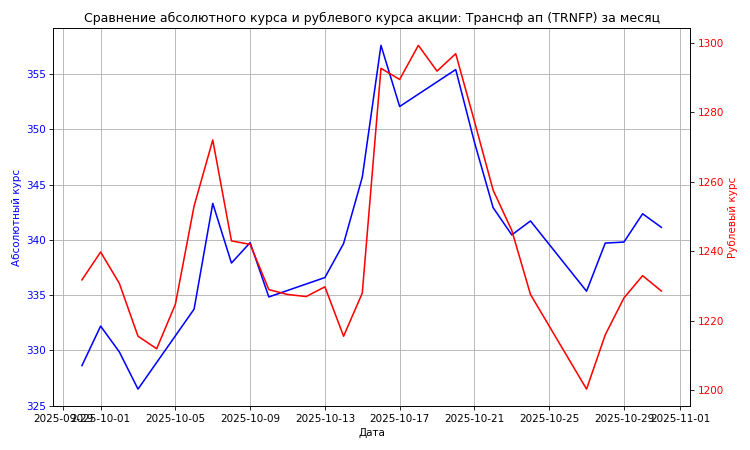 Сравнение абсолютного курса и рублевого курса акции: Транснф ап (TRNFP) за месяц
355
350
345
340
335
330
325
Абсолютный курс
1300
1280
1260
1240
1220
1200
Рублевый курс
2025-09-29 2025-10-01 2025-10-05 2025-10-09 2025-10-13 2025-10-17 2025-10-21 2025-10-25 2025-10-29 2025-11-01
Дата